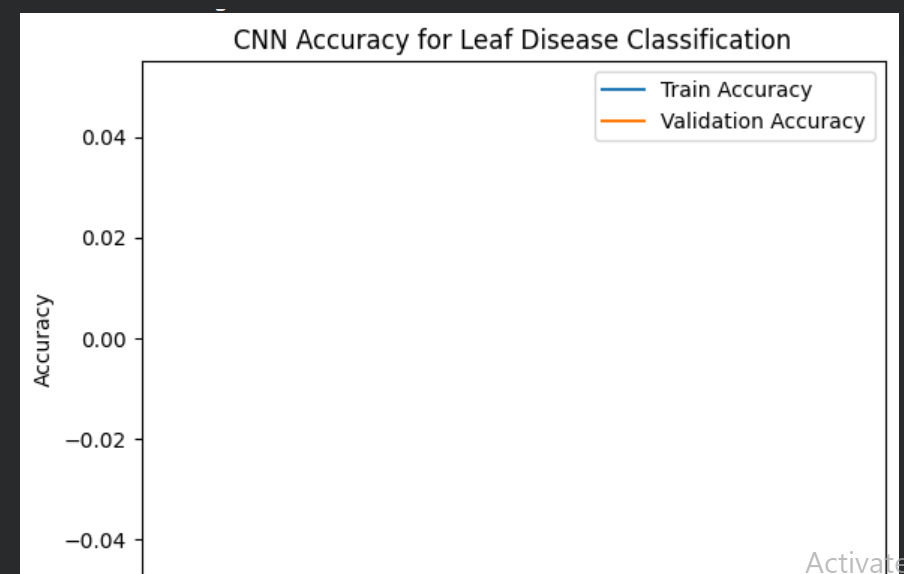 CNN Accuracy for Leaf Disease Classification
Train Accuracy
Validation Accuracy
0.04
0.02
0.00
−0.02
−0.04
Accuracy
Activate